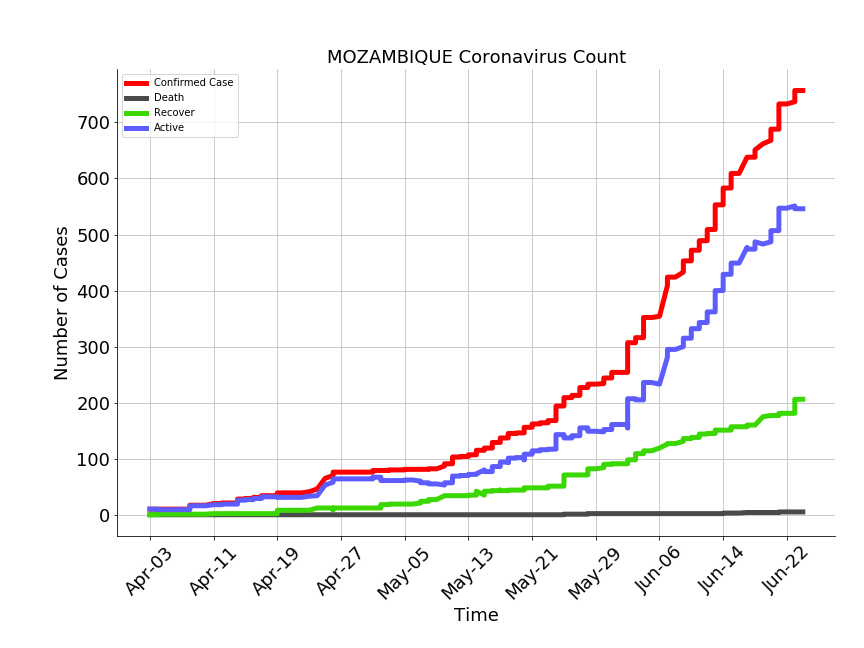 MOZAMBIQUE Coronavirus Count
Confirmed Case
Death
Recover
Active
Number of Cases
700
600
500
400
300
200
100
0
Apr-03
Apr-11
Apr-19
Apr-27
May-05
May-13
May-21
May-29
Jun-06
Jun-14
Jun-22
Time